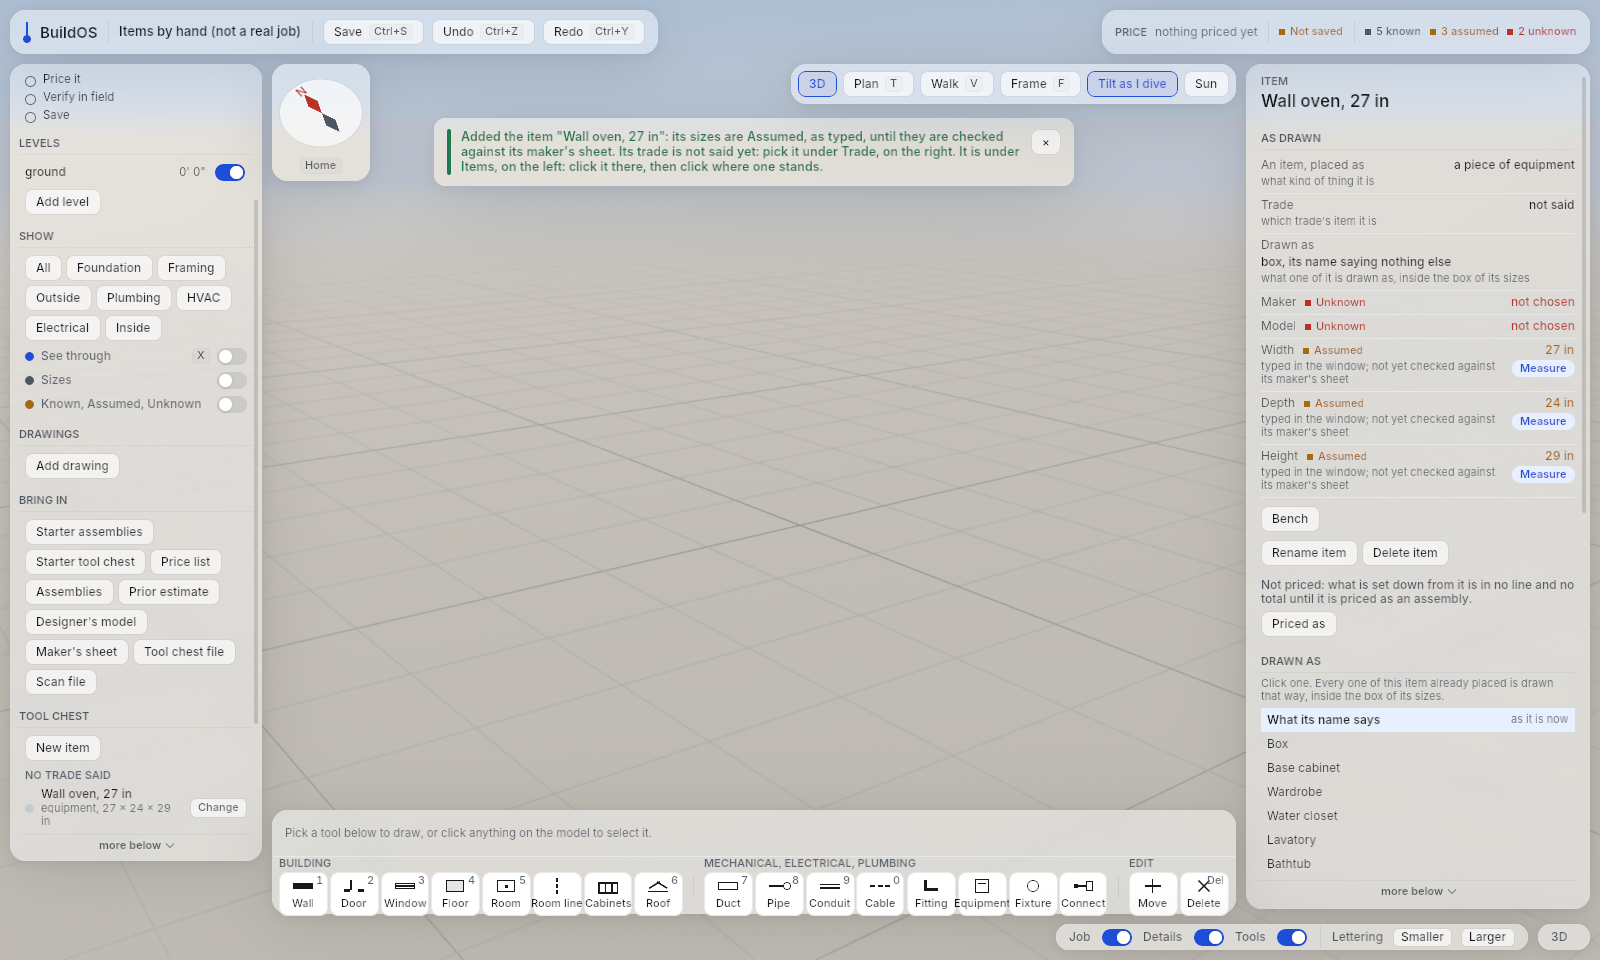 BuildOS
Items by hand (not a real job)
Save Ctrl+S
Undo Ctrl+Z
Redo Ctrl+Y
PRICE nothing priced yet
Not saved
5 known
3 assumed
2 unknown
Price it
Verify in field
Save
LEVELS
ground 0' 0"
Add level
SHOW
All Foundation Framing
Outside Plumbing HVAC
Electrical Inside
See through X
Sizes
Known, Assumed, Unknown
DRAWINGS
Add drawing
BRING IN
Starter assemblies
Starter tool chest Price list
Assemblies Prior estimate
Designer's model
Maker's sheet Tool chest file
Scan file
TOOL CHEST
New item
NO TRADE SAID
Wall oven, 27 in
equipment, 27 × 24 × 29
in
Change
more below
N
Home
3D
Plan T
Walk V
Frame F
Tilt as I dive
Sun
Added the item "Wall oven, 27 in": its sizes are Assumed, as typed, until they are checked
against its maker's sheet. Its trade is not said yet: pick it under Trade, on the right. It is under
Items, on the left: click it there, then click where one stands.
×
Pick a tool below to draw, or click anything on the model to select it.
BUILDING
1 Wall
2 Door
3 Window
4 Floor
5 Room
Room line
Cabinets
6 Roof
MECHANICAL, ELECTRICAL, PLUMBING
7 Duct
8 Pipe
9 Conduit
0 Cable
Fitting
Equipment
Fixture
Connect
EDIT
Move
Del Delete
ITEM
Wall oven, 27 in
AS DRAWN
An item, placed as a piece of equipment
what kind of thing it is
Trade not said
which trade's item it is
Drawn as
box, its name saying nothing else
what one of it is drawn as, inside the box of its sizes
Maker Unknown not chosen
Model Unknown not chosen
Width Assumed 27 in
typed in the window; not yet checked against
its maker's sheet
Measure
Depth Assumed 24 in
typed in the window; not yet checked against
its maker's sheet
Measure
Height Assumed 29 in
typed in the window; not yet checked against
its maker's sheet
Measure
Bench
Rename item Delete item
Not priced: what is set down from it is in no line and no
total until it is priced as an assembly.
Priced as
DRAWN AS
Click one. Every one of this item already placed is drawn
that way, inside the box of its sizes.
What its name says as it is now
Box
Base cabinet
Wardrobe
Water closet
Lavatory
Bathtub
more below
Job Details Tools Lettering Smaller Larger
3D